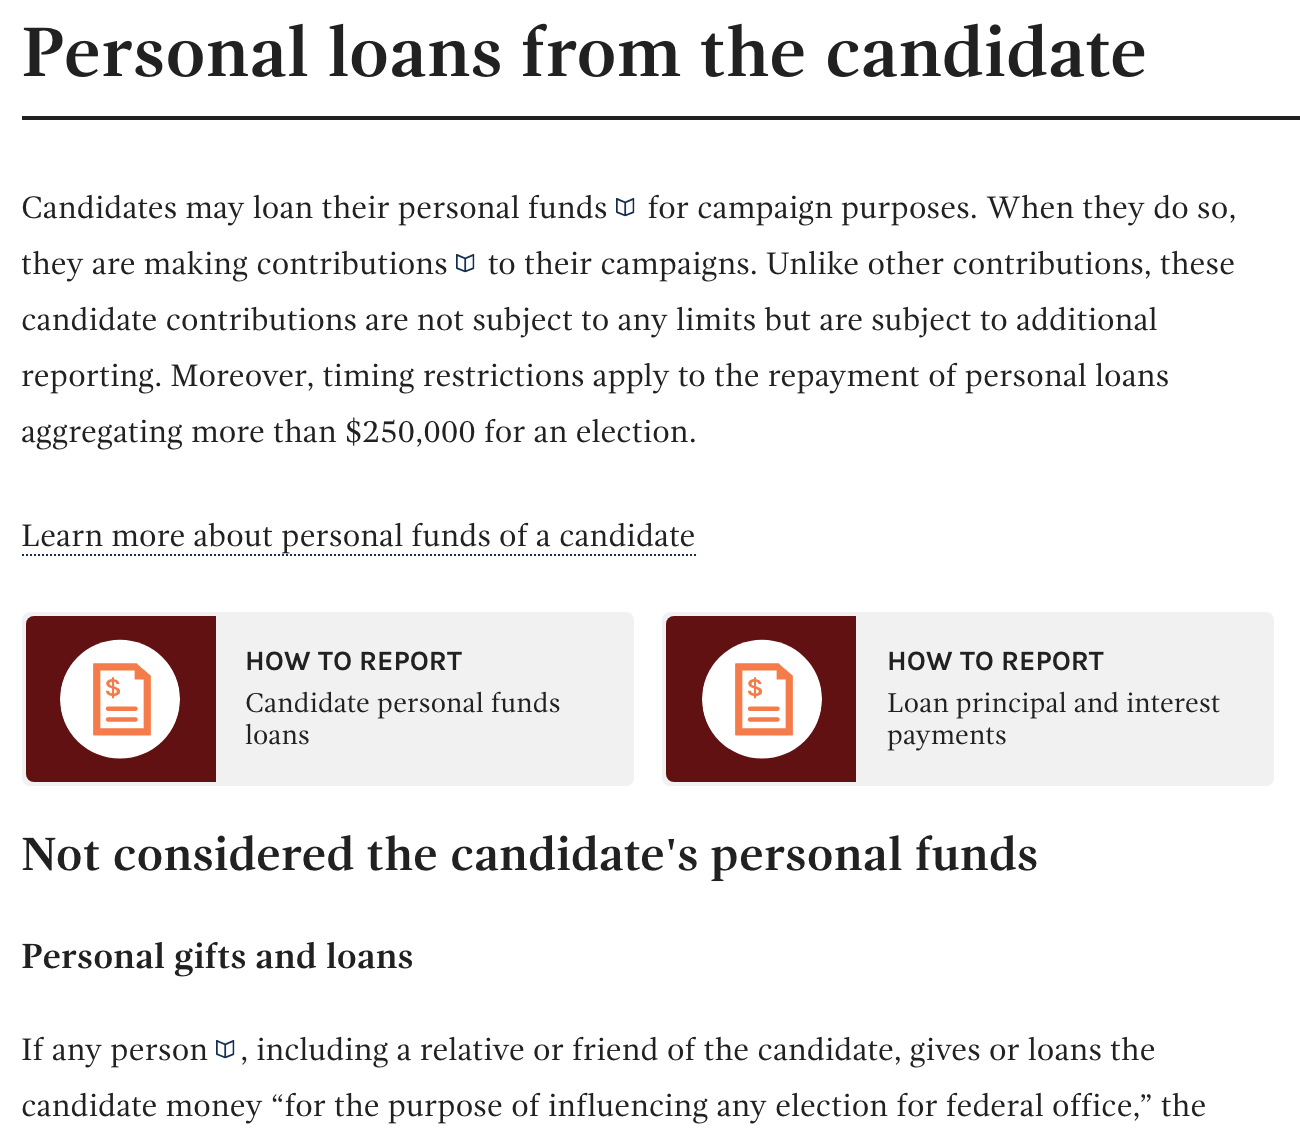 Personal loans from the candidate
Candidates may loan their personal funds for campaign purposes. When they do so,
they are making contributions to their campaigns. Unlike other contributions, these
candidate contributions are not subject to any limits but are subject to additional
reporting. Moreover, timing restrictions apply to the repayment of personal loans
aggregating more than $250,000 for an election.
Learn more about personal funds of a candidate
$
HOW TO REPORT
Candidate personal funds
loans
$
HOW TO REPORT
Loan principal and interest
payments
Not considered the candidate's personal funds
Personal gifts and loans
If any person , including a relative or friend of the candidate, gives or loans the
candidate money “for the purpose of influencing any election for federal office,” the